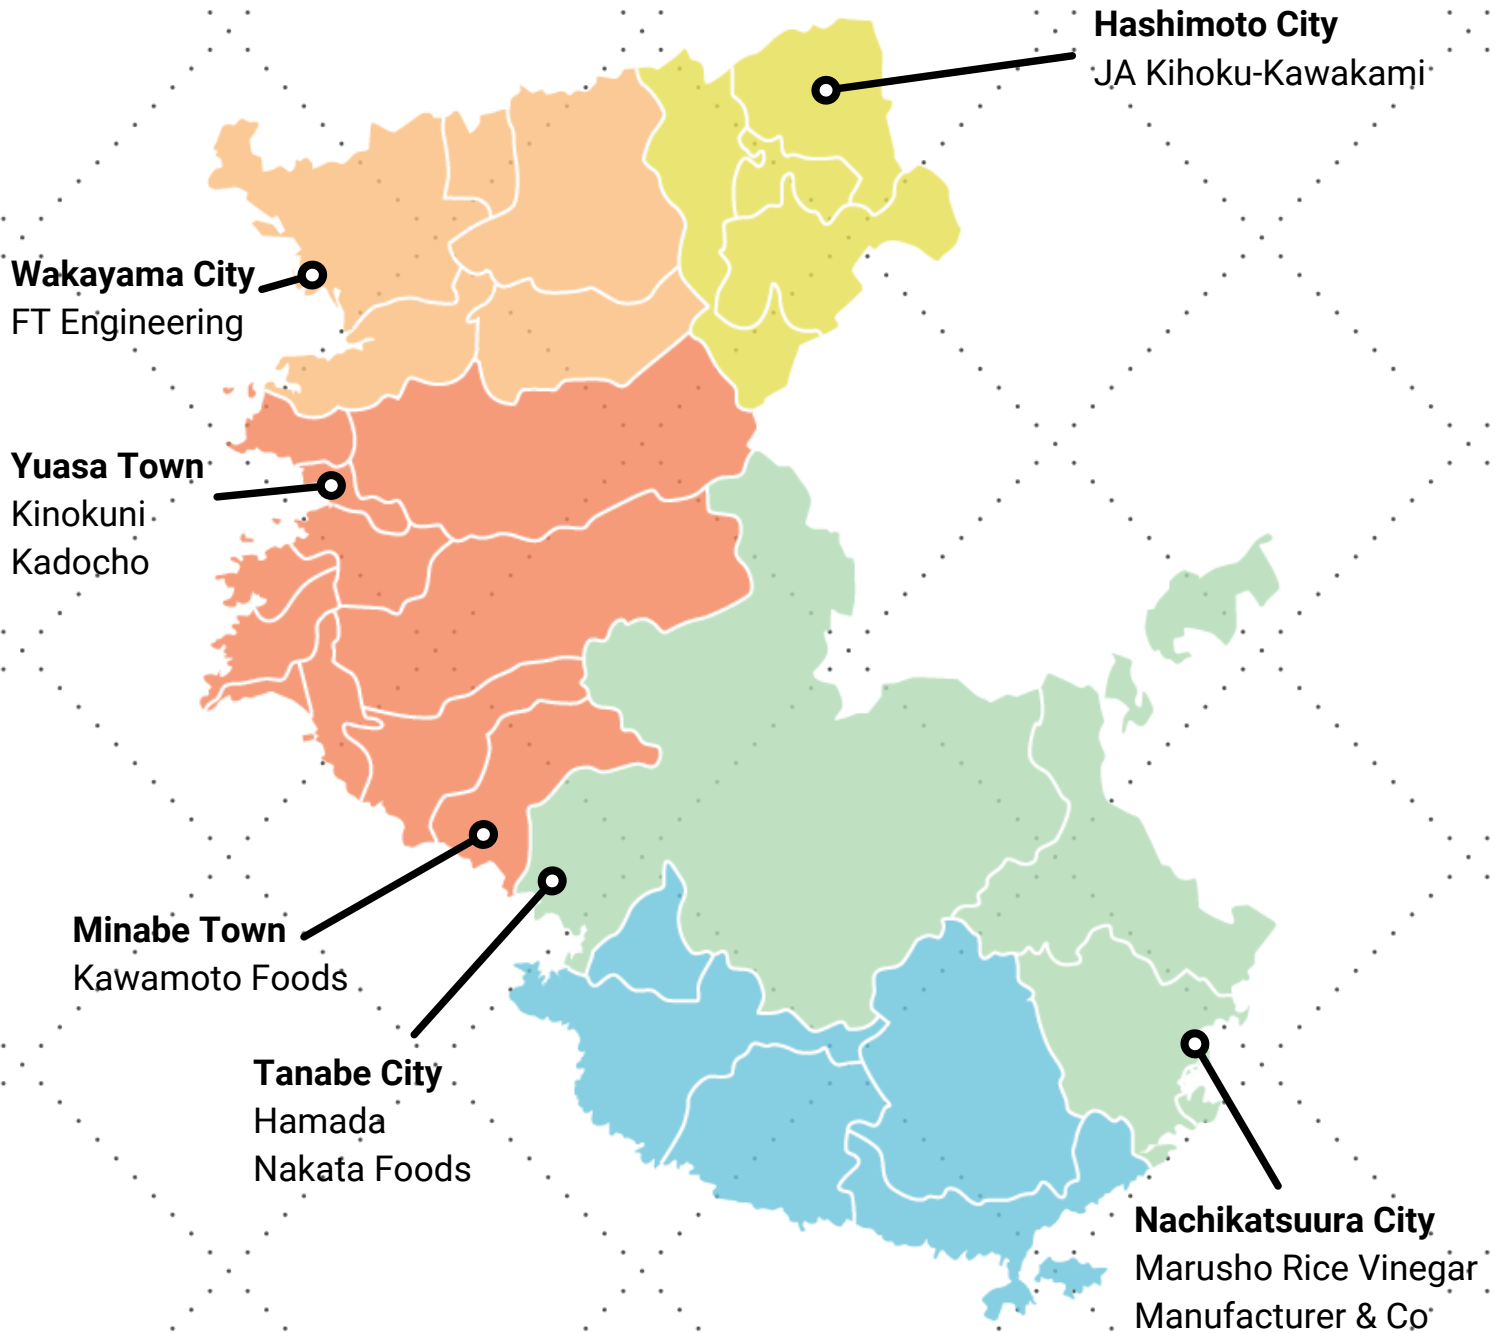 Hashimoto City
JA Kihoku-Kawakami
Wakayama City
FT Engineering
Yuasa Town
Kinokuni
Kadocho
Minabe Town
Kawamoto Foods
Tanabe City
Hamada
Nakata Foods
Nachikatsuura City
Marusho Rice Vinegar
Manufacturer & Co